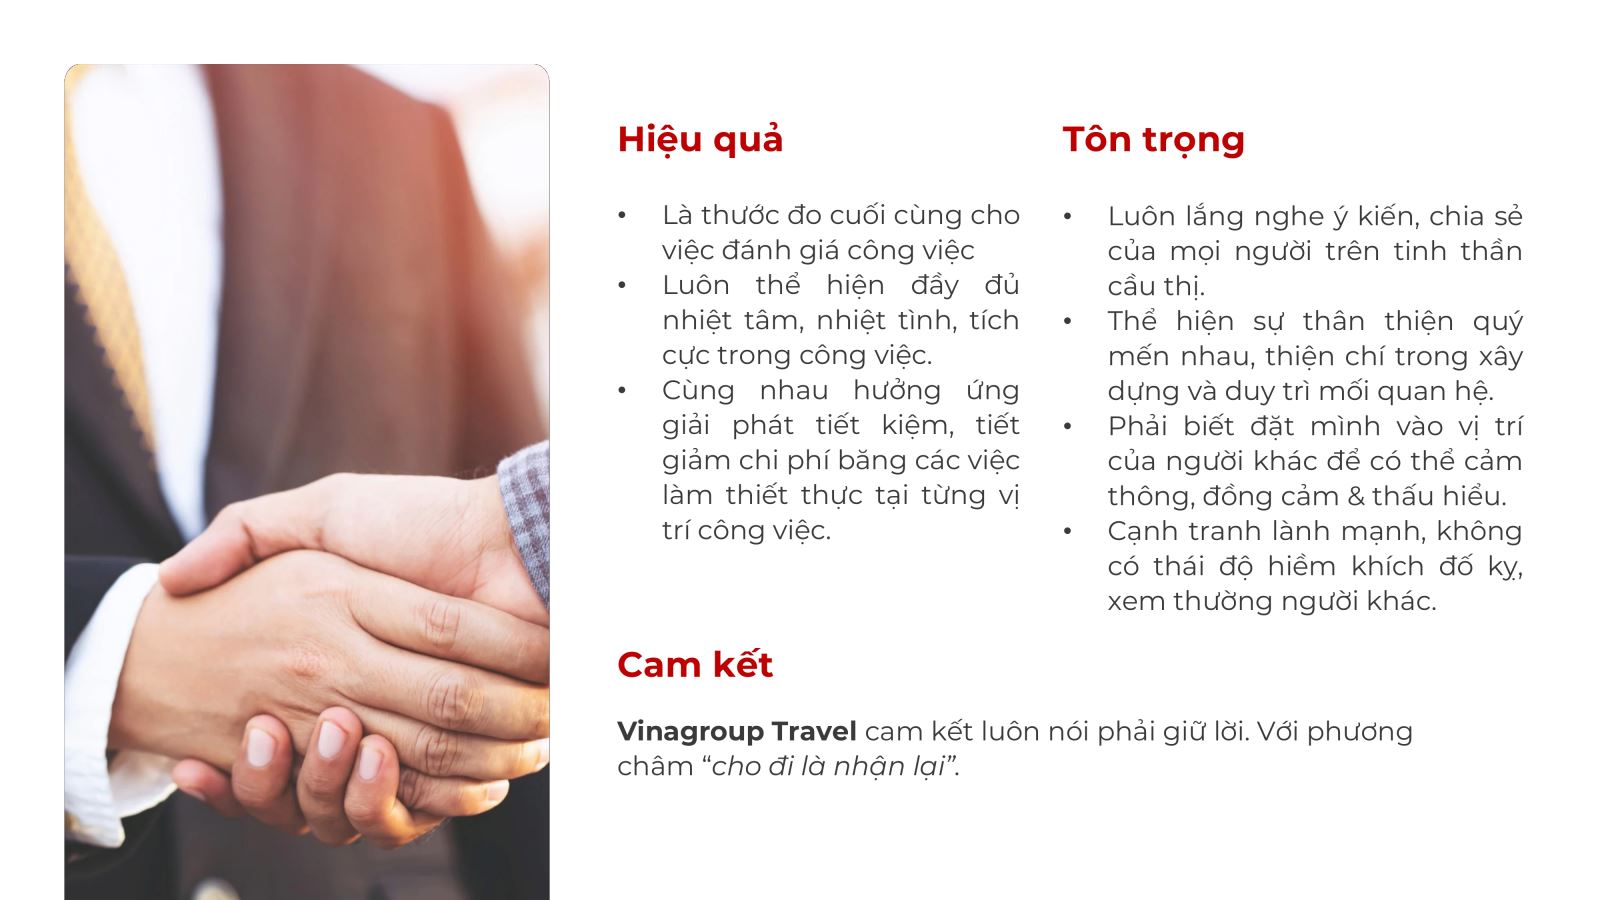 Hiệu quả
• Là thước đo cuối cùng cho
việc đánh giá công việc
• Luôn thể hiện đầy đủ
nhiệt tâm, nhiệt tình, tích
cực trong công việc.
• Cùng nhau hưởng ứng
giải phát tiết kiệm, tiết
giảm chi phí băng các việc
làm thiết thực tại từng vị
trí công việc.
Tôn trọng
• Luôn lắng nghe ý kiến, chia sẻ
của mọi người trên tinh thần
cầu thị.
• Thể hiện sự thân thiện quý
mến nhau, thiện chí trong xây
dựng và duy trì mối quan hệ.
• Phải biết đặt mình vào vị trí
của người khác để có thể cảm
thông, đồng cảm & thấu hiểu.
• Cạnh tranh lành mạnh, không
có thái độ hiềm khích đố kỵ,
xem thường người khác.
Cam kết
Vinagroup Travel cam kết luôn nói phải giữ lời. Với phương
châm “cho đi là nhận lại”.